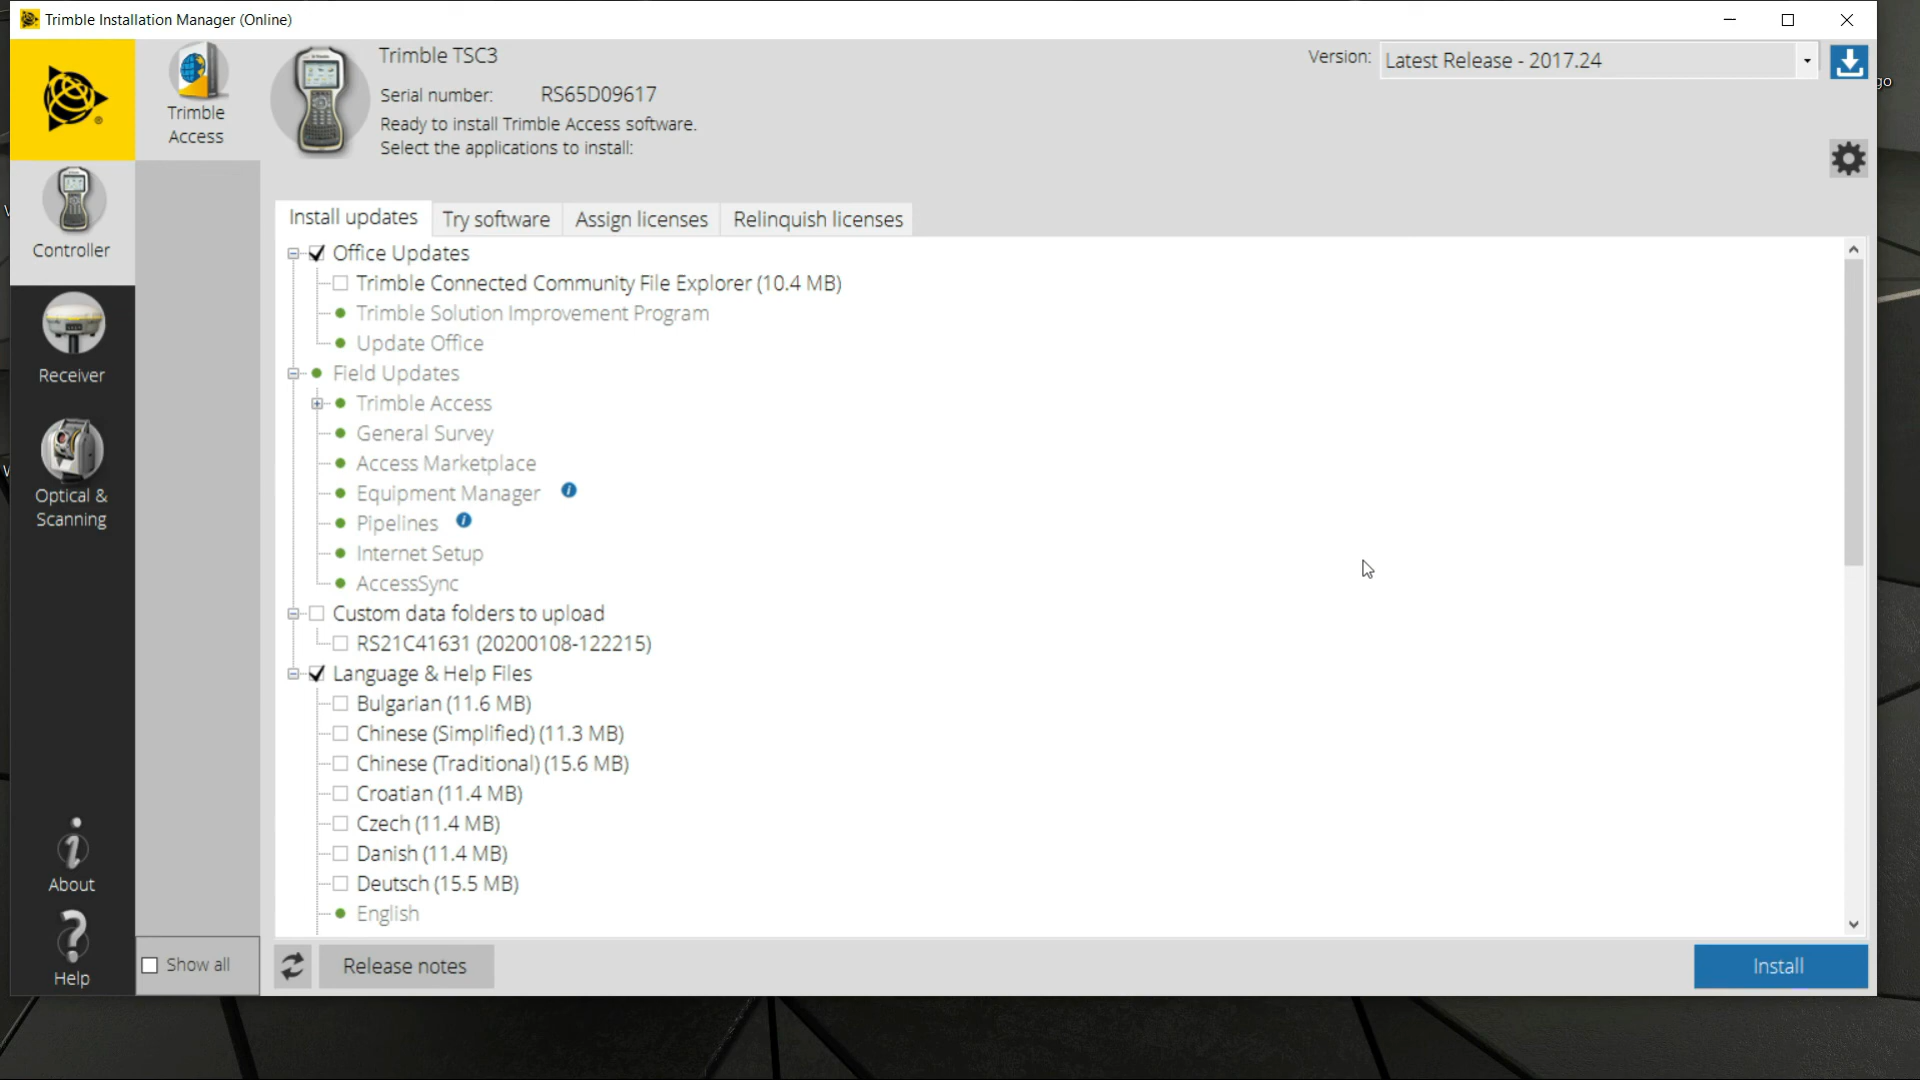 Trimble Installation Manager (Online)
Trimble
Access
Trimble TSC3
Serial number: RS65D09617
Ready to install Trimble Access software.
Select the applications to install:
Version: Latest Release - 2017.24
go
Controller
Receiver
Optical &
Scanning
About
Help
Show all
Install updates Try software Assign licenses Relinquish licenses
Office Updates
Trimble Connected Community File Explorer (10.4 MB)
Trimble Solution Improvement Program
Update Office
Field Updates
Trimble Access
General Survey
Access Marketplace
Equipment Manager
Pipelines
Internet Setup
AccessSync
Custom data folders to upload
RS21C41631 (20200108-122215)
Language & Help Files
Bulgarian (11.6 MB)
Chinese (Simplified) (11.3 MB)
Chinese (Traditional) (15.6 MB)
Croatian (11.4 MB)
Czech (11.4 MB)
Danish (11.4 MB)
Deutsch (15.5 MB)
English
Release notes
Install